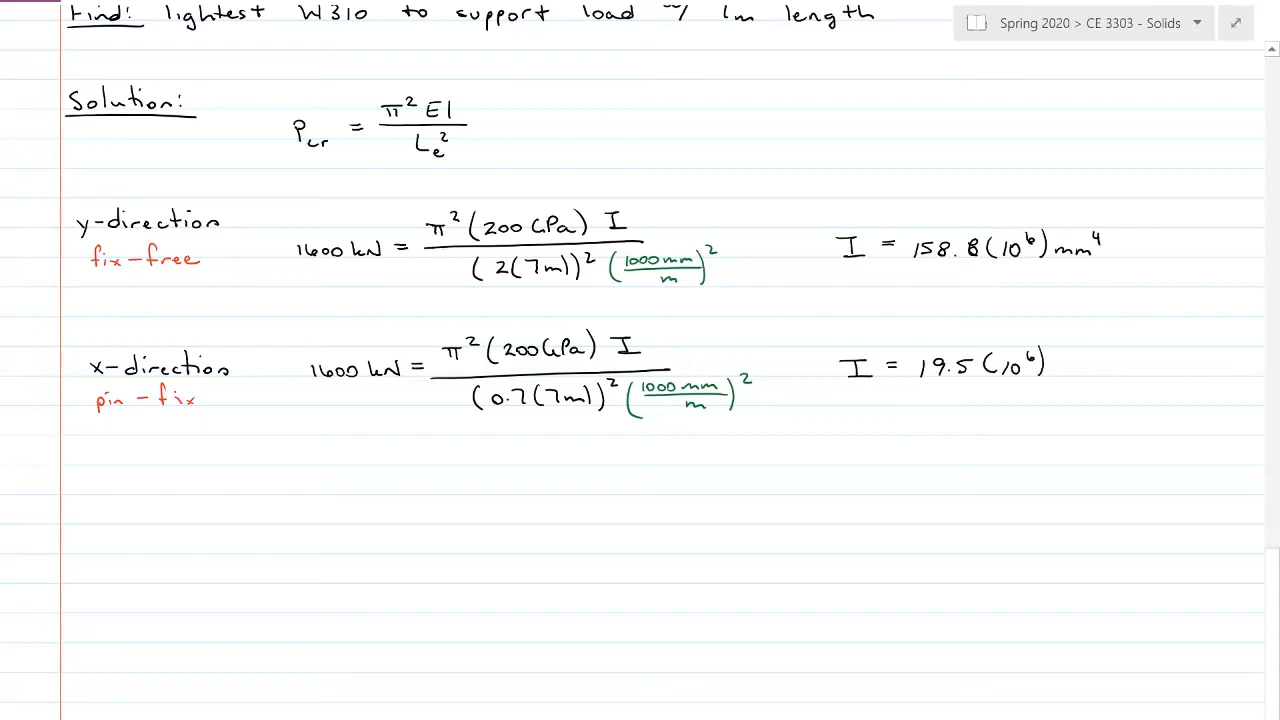 Find: lightest W310 to support load w/ 7m length
Spring 2020 > CE 3303 - Solids
Solution:
P_cr = π² EI / L_e²
y-direction
fix-free
1600 kN = π² (200 GPa) I / (2(7m))² (1000 mm / m)²
I = 158.8 (10⁶) mm⁴
x-direction
pin - fix
1600 kN = π² (200 GPa) I / (0.7(7m))² (1000 mm / m)²
I = 19.5 (10⁶)